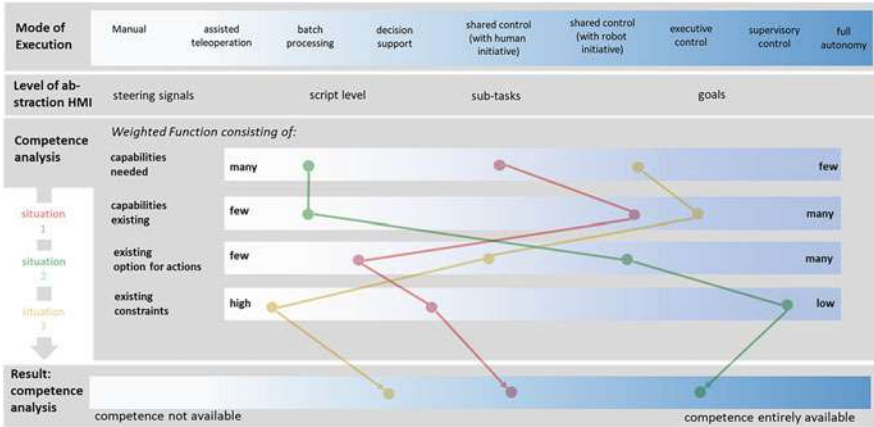 Mode of
Execution
Manual
assisted
teleoperation
batch
processing
decision
support
shared control
(with human
initiative)
shared control
(with robot
initiative)
executive
control
supervisory
control
full
autonomy
Level of ab-
straction HMI
steering signals
script level
sub-tasks
goals
Competence
analysis
Weighted Function consisting of:
capabilities
needed
many
few
situation
1
capabilities
existing
few
many
situation
2
existing
option for actions
few
many
situation
3
existing
constraints
high
low
Result:
competence
analysis
competence not available
competence entirely available